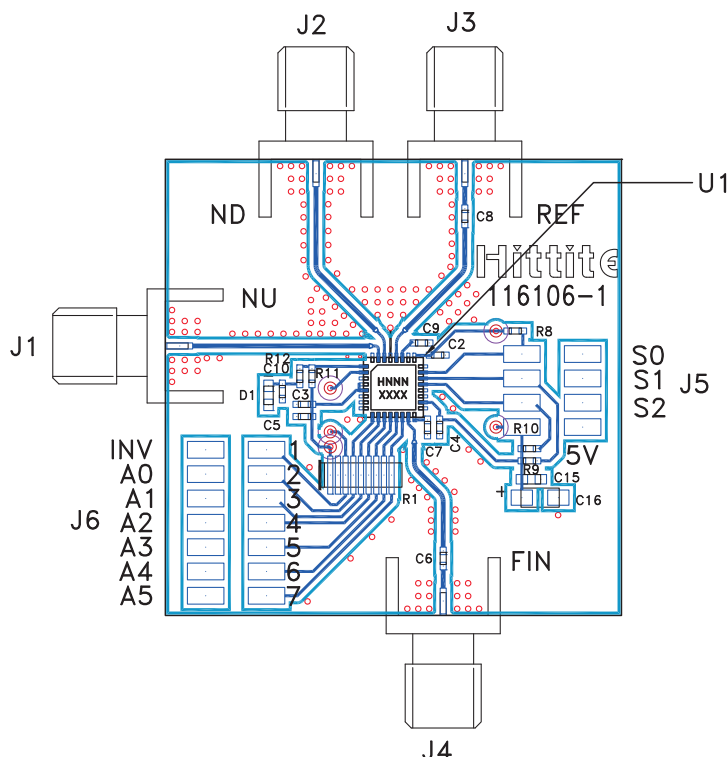 J2
J3
U1
ND
C8
REF
Hittite
116106-1
NU
J1
C9
C2
R8
R12
C10
R11
D1
C3
C5
HNNN
XXXX
S0
S1
S2
J5
R10
C7
C4
5V
R9
C15
+
C16
INV
A0
A1
A2
A3
A4
A5
J6
1
2
3
4
5
6
7
R1
C6
FIN
J4